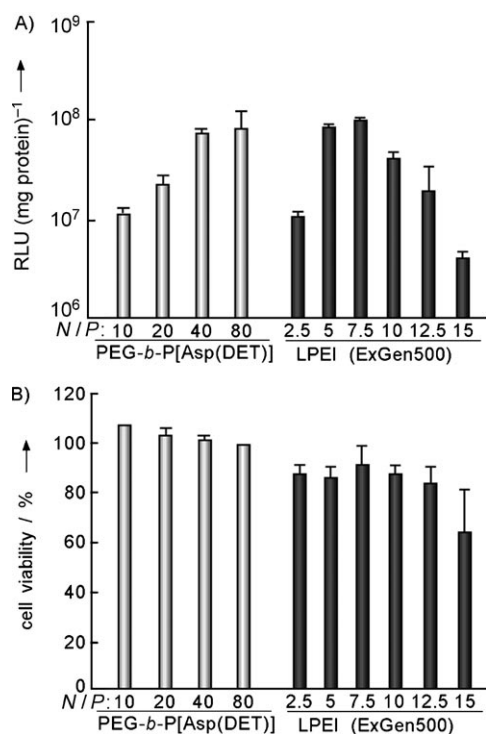 A)
RLU (mg protein)⁻¹ →
10⁹
10⁸
10⁷
10⁶
N / P: 10 20 40 80 2.5 5 7.5 10 12.5 15
PEG-b-P[Asp(DET)] LPEI (ExGen500)
B)
cell viability / % →
120
100
80
60
40
20
0
N / P: 10 20 40 80 2.5 5 7.5 10 12.5 15
PEG-b-P[Asp(DET)] LPEI (ExGen500)